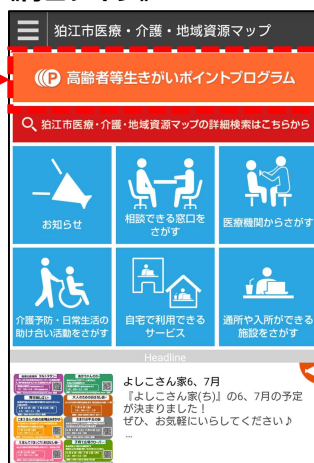 狛江市医療・介護・地域資源マップ
高齢者等生きがいポイントプログラム
狛江市医療・介護・地域資源マップの詳細検索はこちらから
お知らせ
相談できる窓口を
さがす
医療機関からさがす
介護予防・日常生活の
助け合い活動をさがす
自宅で利用できる
サービス
通所や入所ができる
施設をさがす
Headline
よしこさん家6、7月
『よしこさん家(ち)』の6、7月の予定
が決まりました！
ぜひ、お気軽にいらしてください♪
...